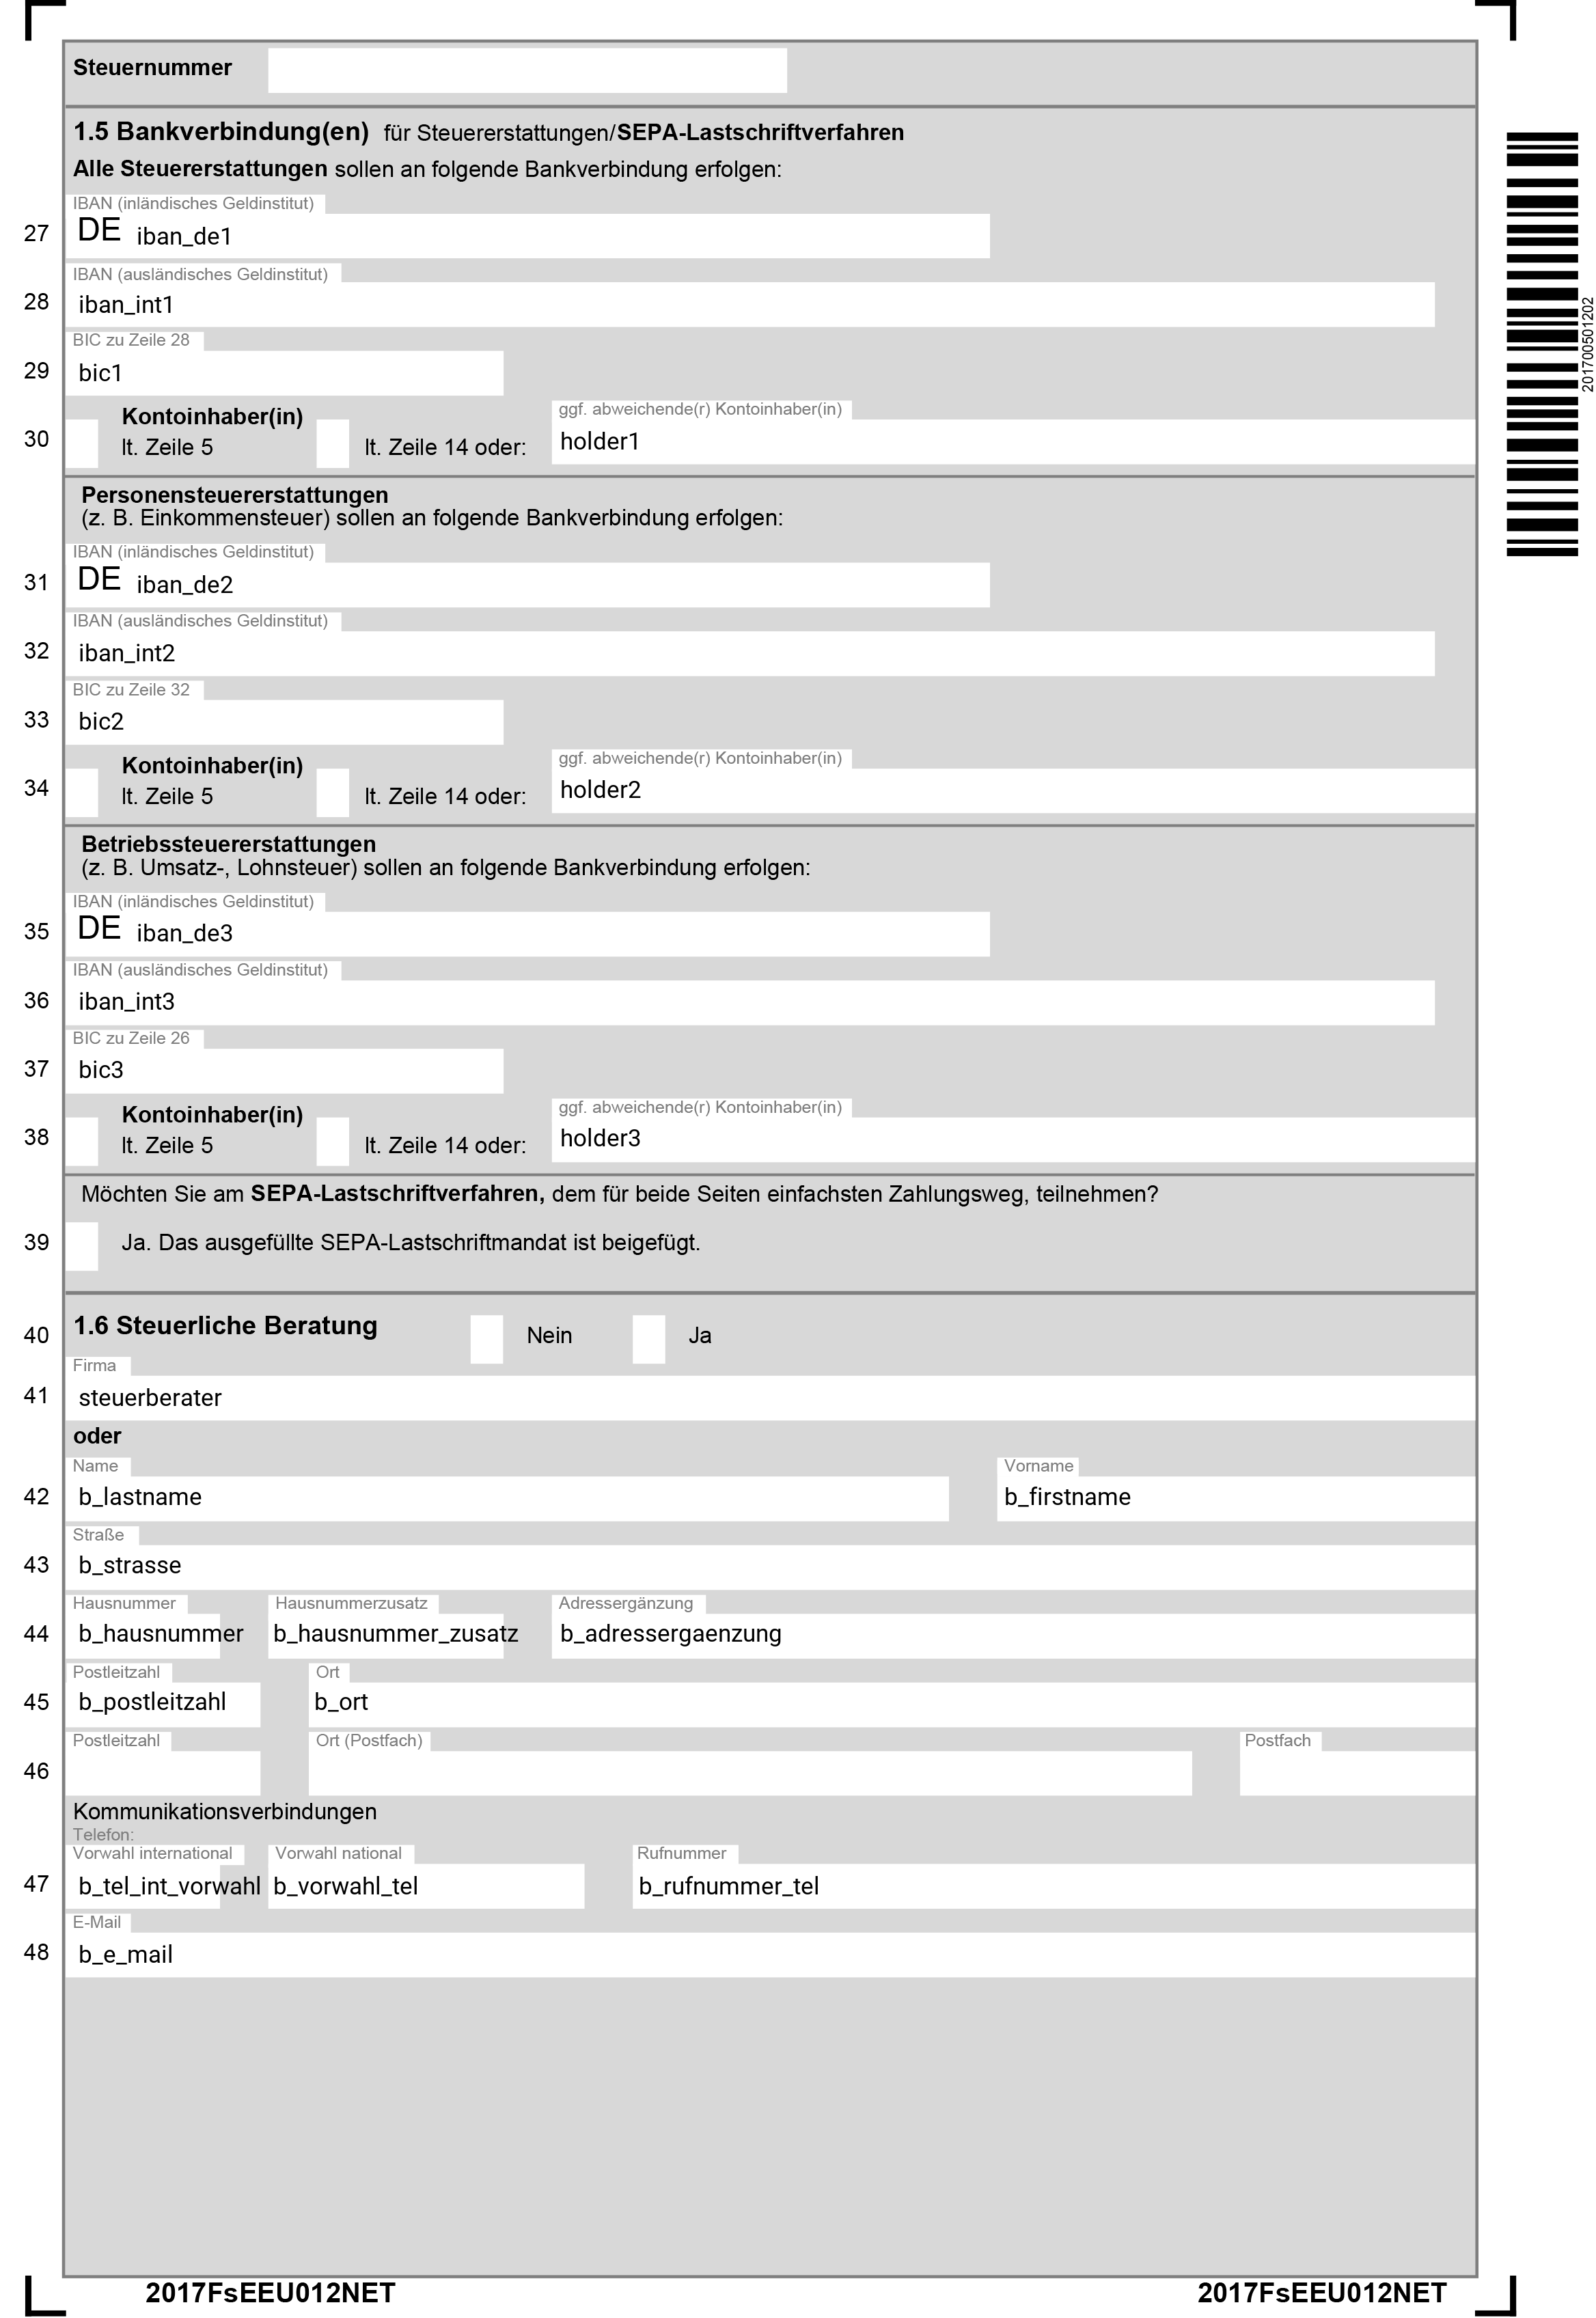 Steuernummer
1.5 Bankverbindung(en) für Steuererstattungen/SEPA-Lastschriftverfahren
Alle Steuererstattungen sollen an folgende Bankverbindung erfolgen:
IBAN (inländisches Geldinstitut)
27 DE iban_de1
IBAN (ausländisches Geldinstitut)
28 iban_int1
BIC zu Zeile 28
29 bic1
Kontoinhaber(in) ggf. abweichende(r) Kontoinhaber(in)
30 lt. Zeile 5 lt. Zeile 14 oder: holder1
Personensteuererstattungen
(z. B. Einkommensteuer) sollen an folgende Bankverbindung erfolgen:
IBAN (inländisches Geldinstitut)
31 DE iban_de2
IBAN (ausländisches Geldinstitut)
32 iban_int2
BIC zu Zeile 32
33 bic2
Kontoinhaber(in) ggf. abweichende(r) Kontoinhaber(in)
34 lt. Zeile 5 lt. Zeile 14 oder: holder2
Betriebssteuererstattungen
(z. B. Umsatz-, Lohnsteuer) sollen an folgende Bankverbindung erfolgen:
IBAN (inländisches Geldinstitut)
35 DE iban_de3
IBAN (ausländisches Geldinstitut)
36 iban_int3
BIC zu Zeile 26
37 bic3
Kontoinhaber(in) ggf. abweichende(r) Kontoinhaber(in)
38 lt. Zeile 5 lt. Zeile 14 oder: holder3
Möchten Sie am SEPA-Lastschriftverfahren, dem für beide Seiten einfachsten Zahlungsweg, teilnehmen?
39 Ja. Das ausgefüllte SEPA-Lastschriftmandat ist beigefügt.
40 1.6 Steuerliche Beratung Nein Ja
Firma
41 steuerberater
oder
Name Vorname
42 b_lastname b_firstname
Straße
43 b_strasse
Hausnummer Hausnummerzusatz Adressergänzung
44 b_hausnummer b_hausnummer_zusatz b_adressergaenzung
Postleitzahl Ort
45 b_postleitzahl b_ort
Postleitzahl Ort (Postfach) Postfach
46
Kommunikationsverbindungen
Telefon:
Vorwahl international Vorwahl national Rufnummer
47 b_tel_int_vorwahl b_vorwahl_tel b_rufnummer_tel
E-Mail
48 b_e_mail
2017FsEEU012NET 2017FsEEU012NET
201700501202